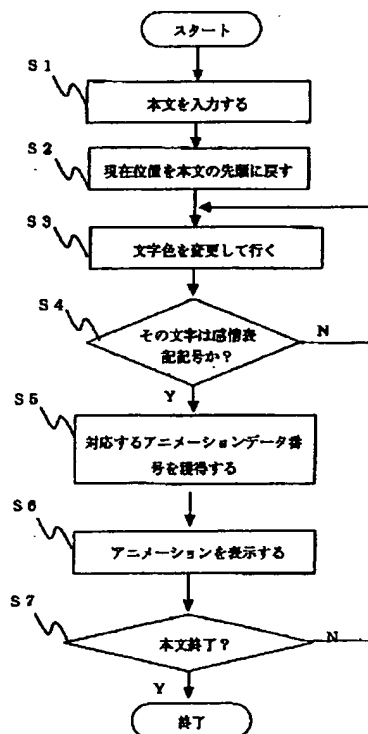 スタート
S1
本文を入力する
S2
現在位置を本文の先頭に戻す
S3
文字色を変更して行く
S4
その文字は感情表
記記号か?
N
Y
S5
対応するアニメーションデータ番
号を獲得する
S6
アニメーションを表示する
S7
本文終了?
N
Y
終了